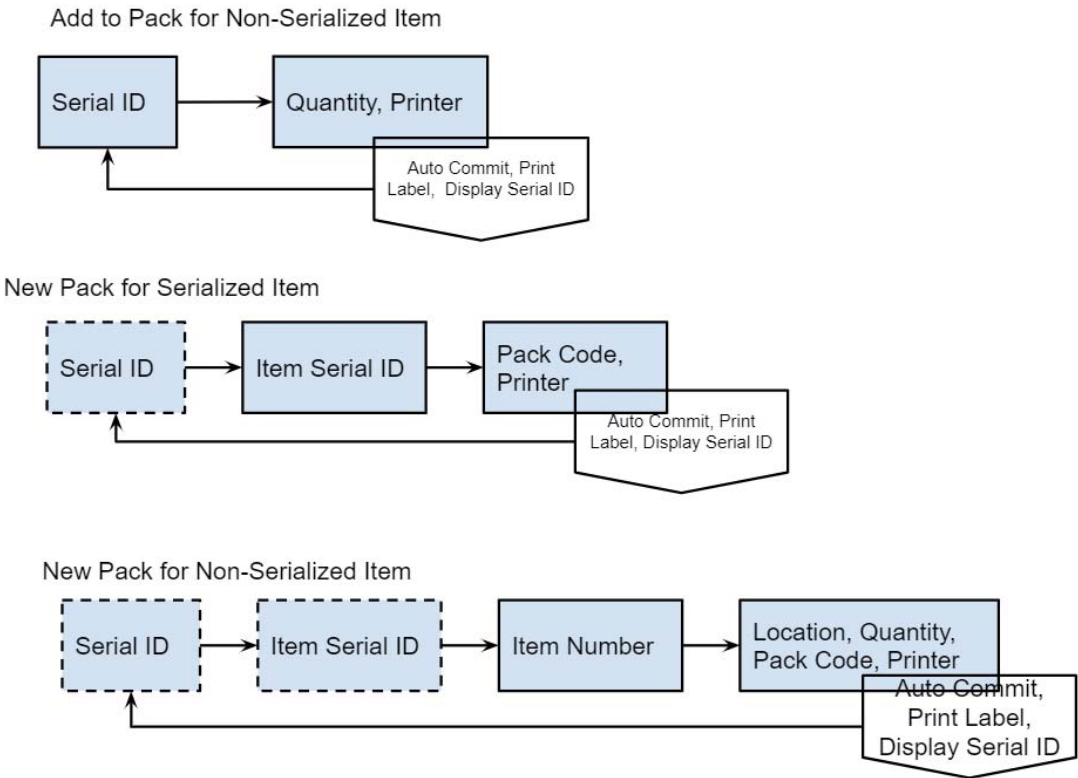 Add to Pack for Non-Serialized Item
Serial ID
Quantity, Printer
Auto Commit, Print
Label, Display Serial ID
New Pack for Serialized Item
Serial ID
Item Serial ID
Pack Code,
Printer
Auto Commit, Print
Label, Display Serial ID
New Pack for Non-Serialized Item
Serial ID
Item Serial ID
Item Number
Location, Quantity,
Pack Code, Printer
Auto Commit,
Print Label,
Display Serial ID